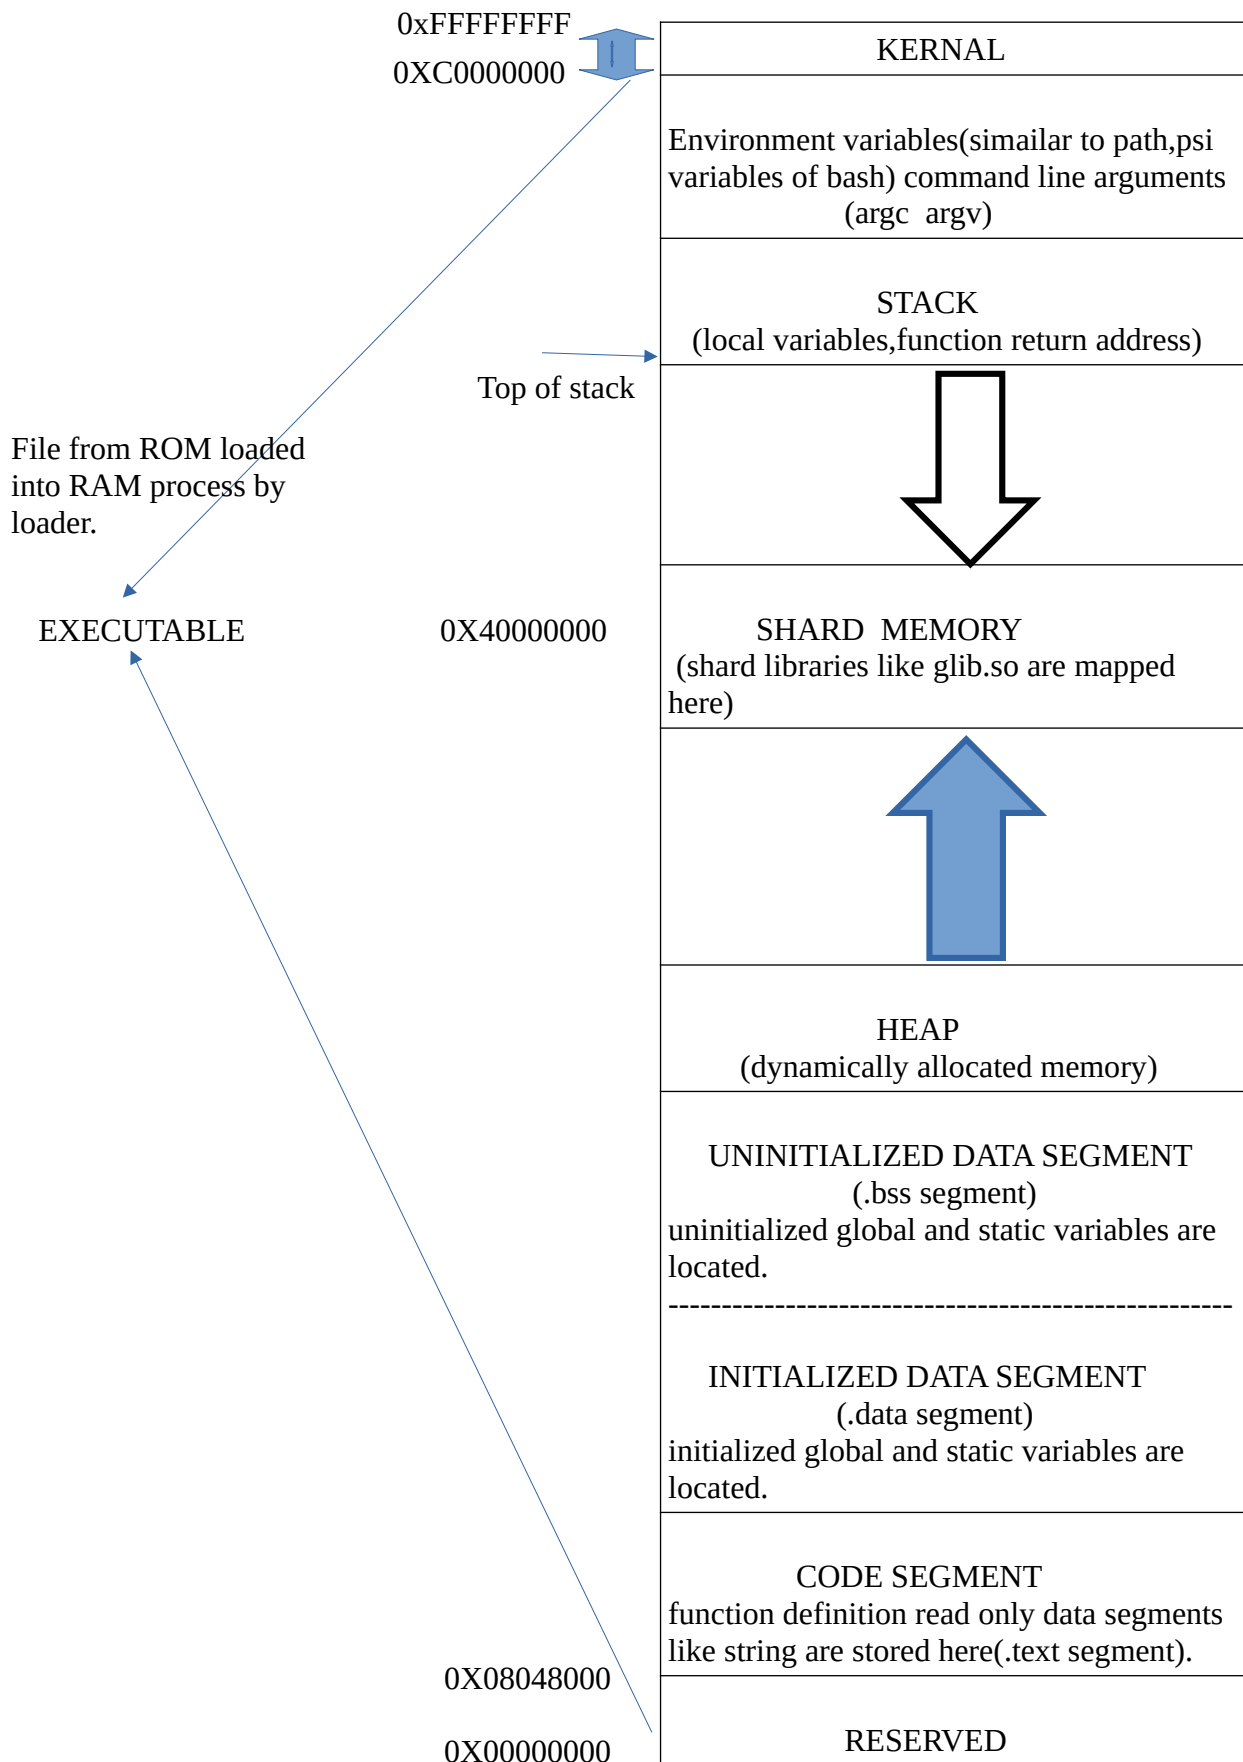 0xFFFFFFFF
KERNAL
0XC0000000
Environment variables(simailar to path,psi
variables of bash) command line arguments
(argc argv)
STACK
(local variables,function return address)
Top of stack
File from ROM loaded
into RAM process by
loader.
EXECUTABLE
0X40000000
SHARD MEMORY
(shard libraries like glib.so are mapped
here)
HEAP
(dynamically allocated memory)
UNINITIALIZED DATA SEGMENT
(.bss segment)
uninitialized global and static variables are
located.
-----------------------------------------------------
INITIALIZED DATA SEGMENT
(.data segment)
initialized global and static variables are
located.
CODE SEGMENT
function definition read only data segments
like string are stored here(.text segment).
0X08048000
RESERVED
0X00000000